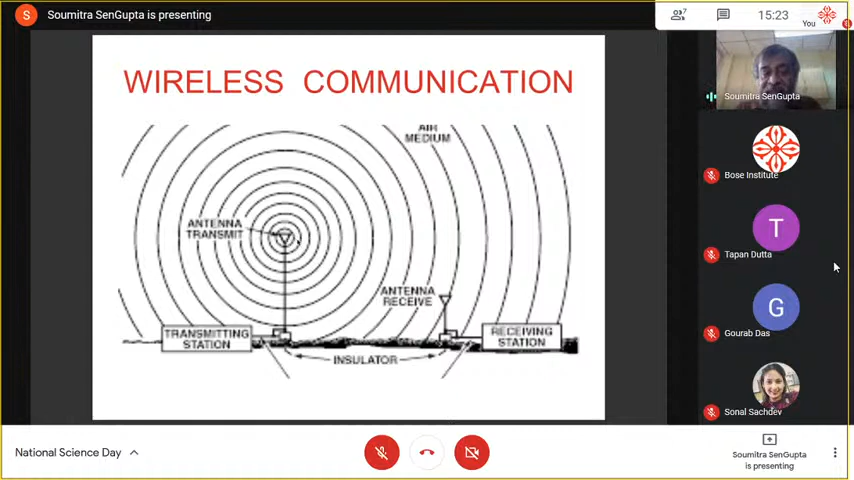 S
Soumitra SenGupta is presenting
7
15:23
You
WIRELESS COMMUNICATION
AIR
MEDIUM
ANTENNA
TRANSMIT
ANTENNA
RECEIVE
TRANSMITTING
STATION
RECEIVING
STATION
INSULATOR
Soumitra SenGupta
Bose Institute
T
Tapan Dutta
G
Gourab Das
Sonal Sachdev
National Science Day
Soumitra SenGupta
is presenting